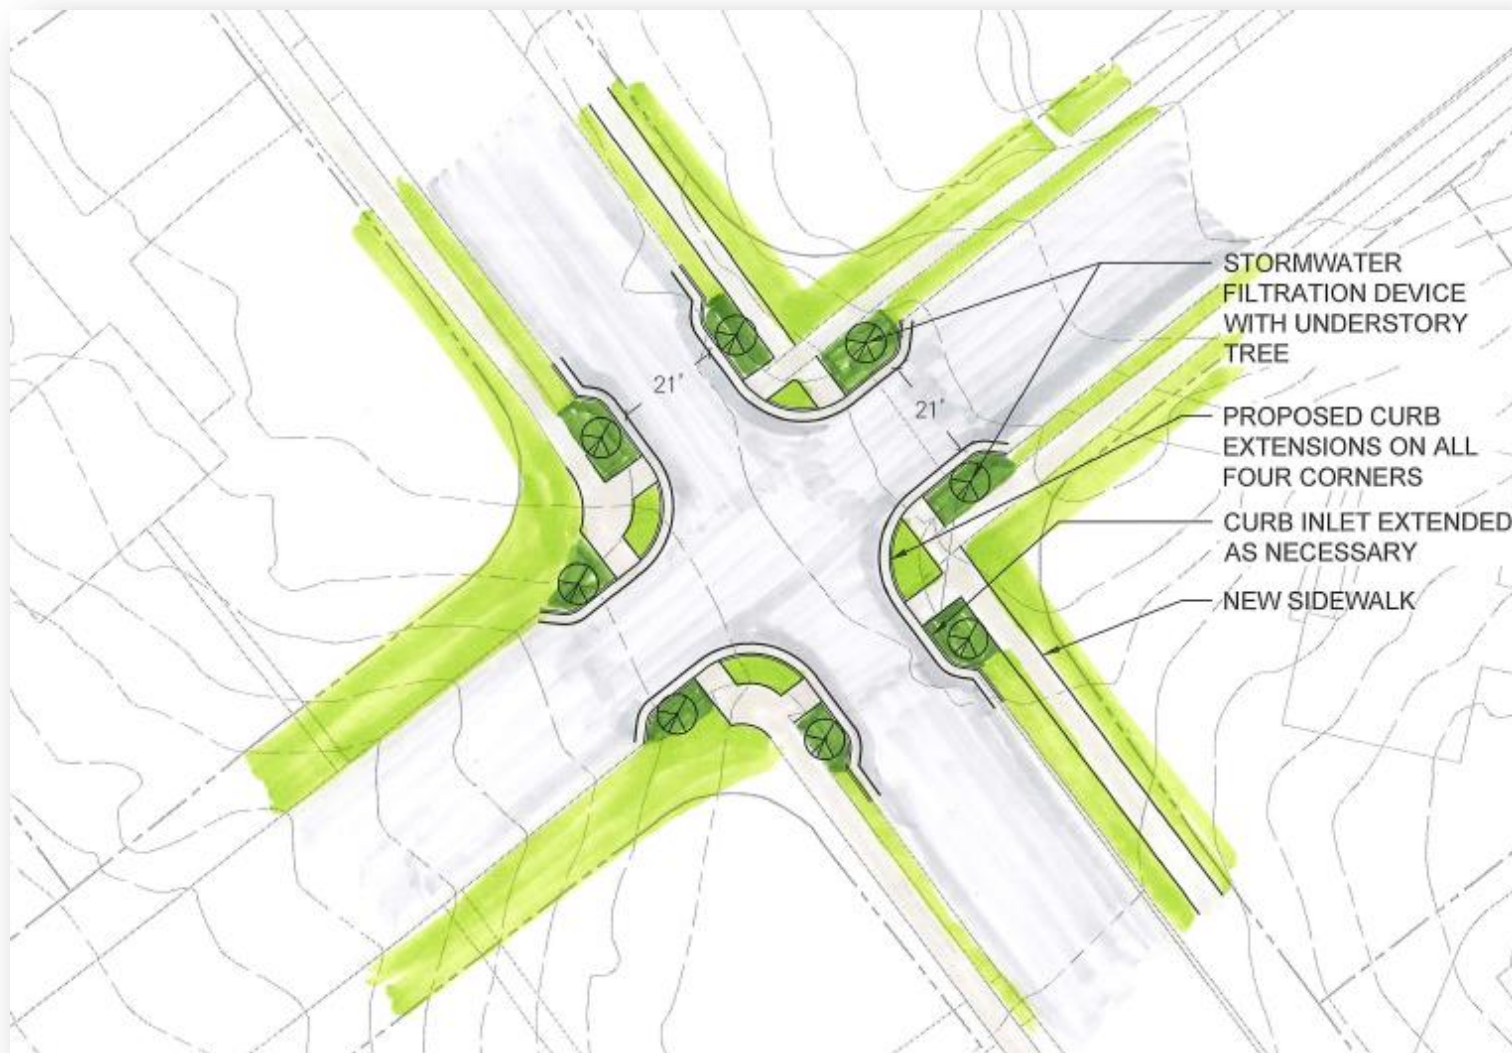 STORMWATER
FILTRATION DEVICE
WITH UNDERSTORY
TREE
21'
21'
PROPOSED CURB
EXTENSIONS ON ALL
FOUR CORNERS
CURB INLET EXTENDED
AS NECESSARY
NEW SIDEWALK